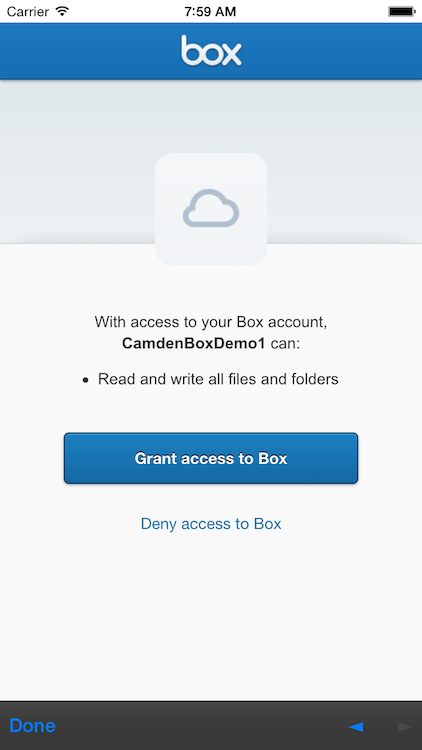 Carrier 7:59 AM
box
With access to your Box account,
CamdenBoxDemo1 can:
• Read and write all files and folders
Grant access to Box
Deny access to Box
Done